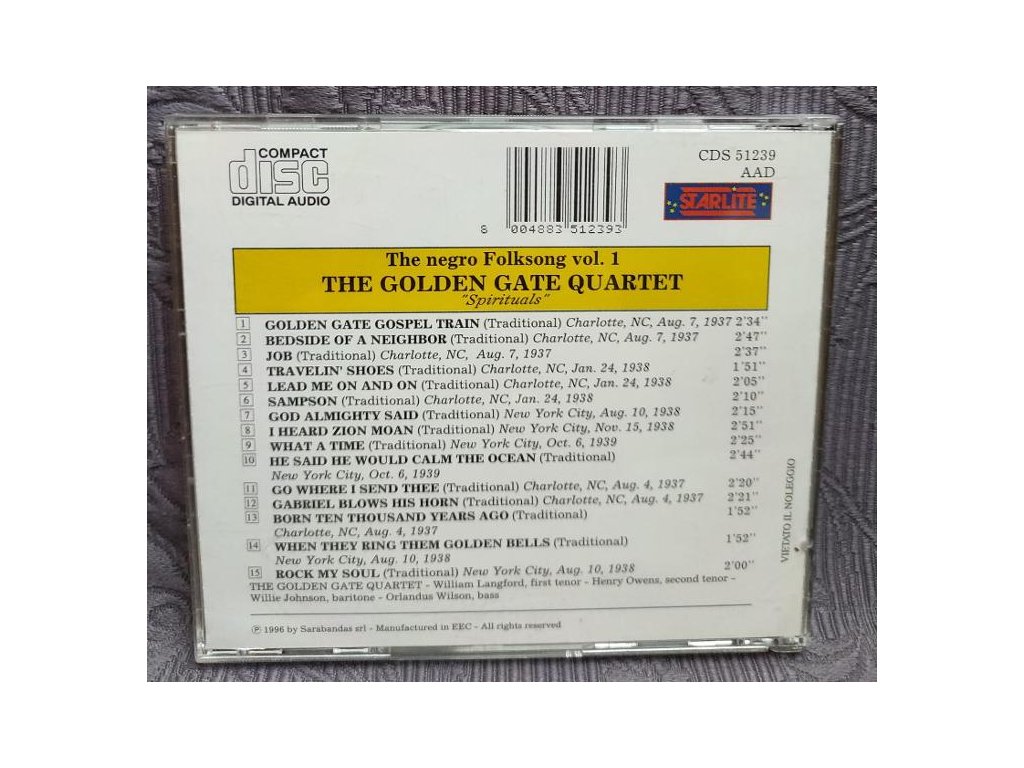 COMPACT
disc
DIGITAL AUDIO
8 004883 512393
CDS 51239
AAD
STARLITE
The negro Folksong vol. 1
THE GOLDEN GATE QUARTET
"Spirituals"
1 GOLDEN GATE GOSPEL TRAIN (Traditional) Charlotte, NC, Aug. 7, 1937 2'34''
2 BEDSIDE OF A NEIGHBOR (Traditional) Charlotte, NC, Aug. 7, 1937 2'47''
3 JOB (Traditional) Charlotte, NC, Aug. 7, 1937 2'37''
4 TRAVELIN' SHOES (Traditional) Charlotte, NC, Jan. 24, 1938 1'51''
5 LEAD ME ON AND ON (Traditional) Charlotte, NC, Jan. 24, 1938 2'05''
6 SAMPSON (Traditional) Charlotte, NC, Jan. 24, 1938 2'10''
7 GOD ALMIGHTY SAID (Traditional) New York City, Aug. 10, 1938 2'15''
8 I HEARD ZION MOAN (Traditional) New York City, Nov. 15, 1938 2'51''
9 WHAT A TIME (Traditional) New York City, Oct. 6, 1939 2'25''
10 HE SAID HE WOULD CALM THE OCEAN (Traditional) 2'44''
New York City, Oct. 6, 1939
11 GO WHERE I SEND THEE (Traditional) Charlotte, NC, Aug. 4, 1937 2'20''
12 GABRIEL BLOWS HIS HORN (Traditional) Charlotte, NC, Aug. 4, 1937 2'21''
13 BORN TEN THOUSAND YEARS AGO (Traditional) 1'52''
Charlotte, NC, Aug. 4, 1937
14 WHEN THEY RING THEM GOLDEN BELLS (Traditional) 1'52''
New York City, Aug. 10, 1938
15 ROCK MY SOUL (Traditional) New York City, Aug. 10, 1938 2'00''
THE GOLDEN GATE QUARTET - William Langford, first tenor - Henry Owens, second tenor -
Willie Johnson, baritone - Orlandus Wilson, bass
℗ 1996 by Sarabandas srl - Manufactured in EEC - All rights reserved
VIETATO IL NOLEGGIO